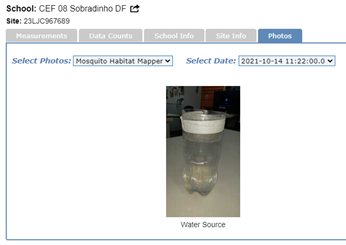 School: CEF 08 Sobradinho DF
Site: 23LJC967689
Measurements Data Counts School Info Site Info Photos
Select Photos: Mosquito Habitat Mapper Select Date: 2021-10-14 11:22:00.0
Water Source